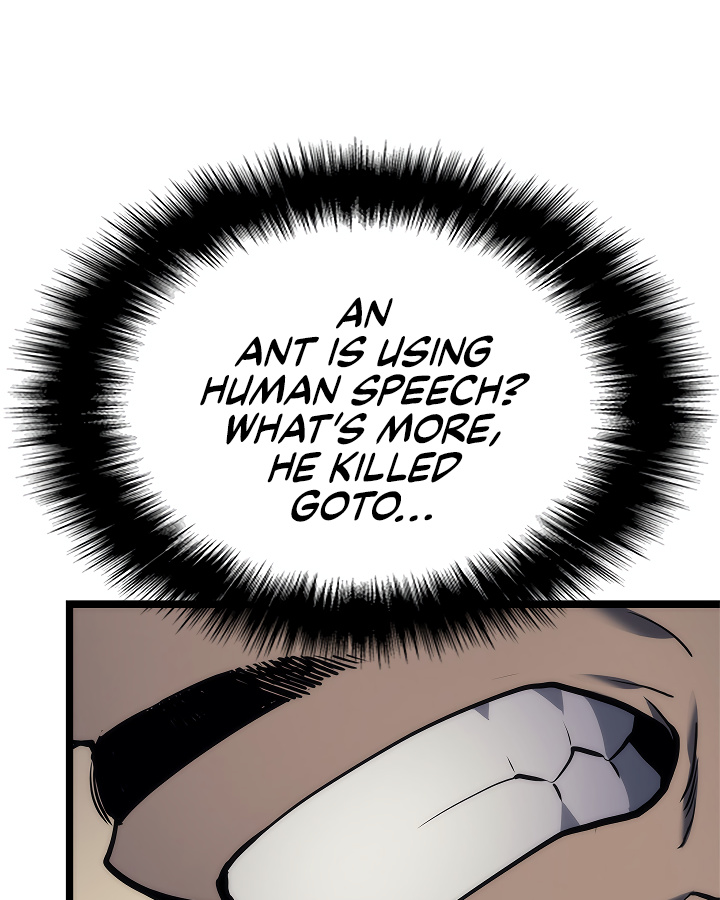 AN
ANT IS USING
HUMAN SPEECH?
WHAT'S MORE,
HE KILLED
GOTO...